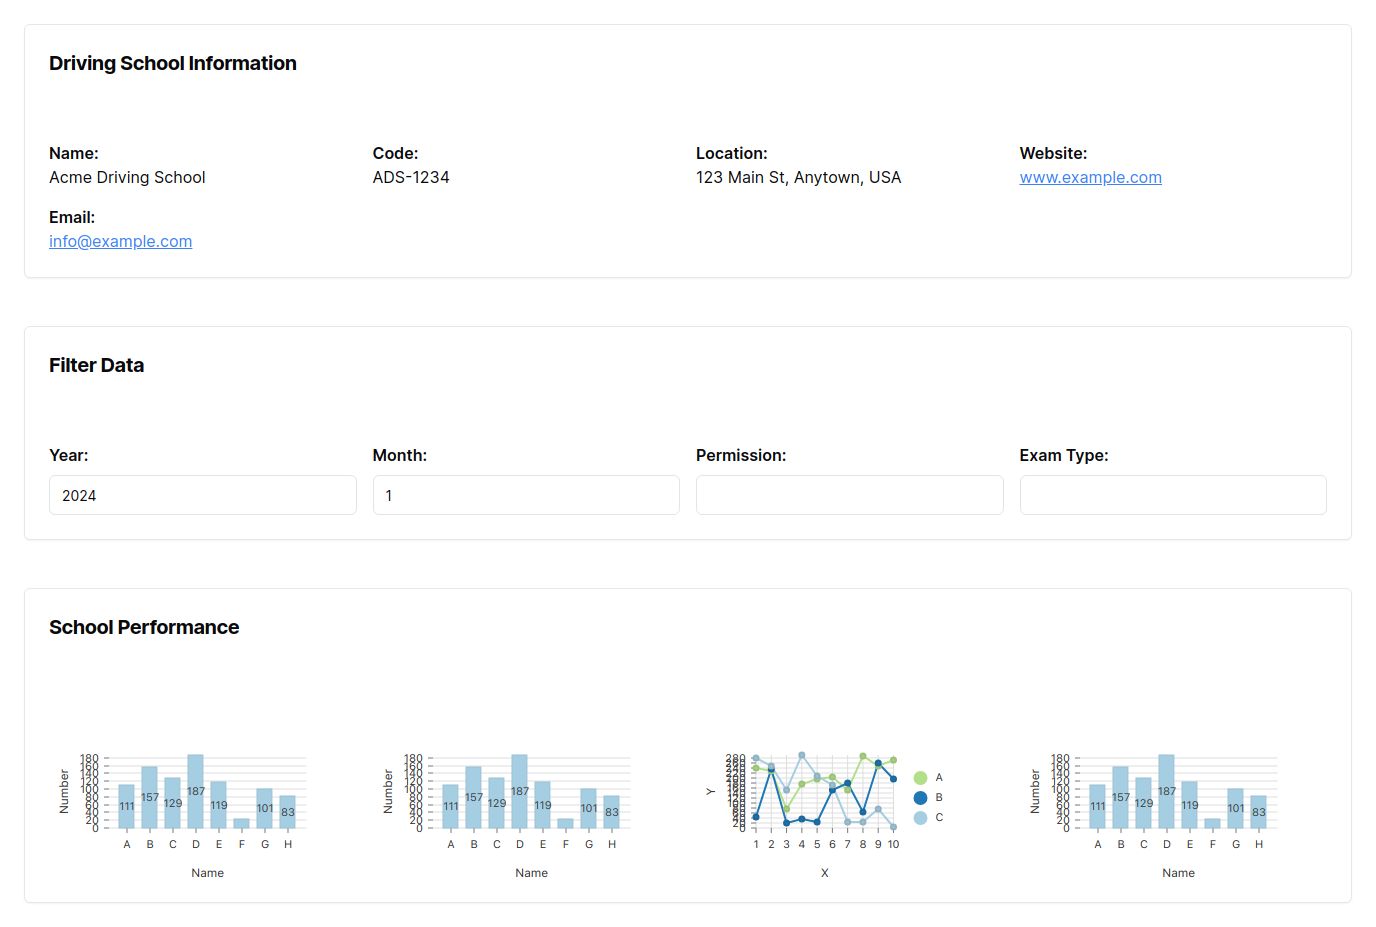 Driving School Information
Name:
Acme Driving School
Code:
ADS-1234
Location:
123 Main St, Anytown, USA
Website:
www.example.com
Email:
info@example.com
Filter Data
Year:
2024
Month:
1
Permission:
Exam Type:
School Performance
Number
180
160
140
120
100
80
60
40
20
0
111
157
129
187
119
101
83
A B C D E F G H
Name
Number
180
160
140
120
100
80
60
40
20
0
111
157
129
187
119
101
83
A B C D E F G H
Name
Y
280
0
1 2 3 4 5 6 7 8 9 10
X
A
B
C
Number
180
160
140
120
100
80
60
40
20
0
111
157
129
187
119
101
83
A B C D E F G H
Name